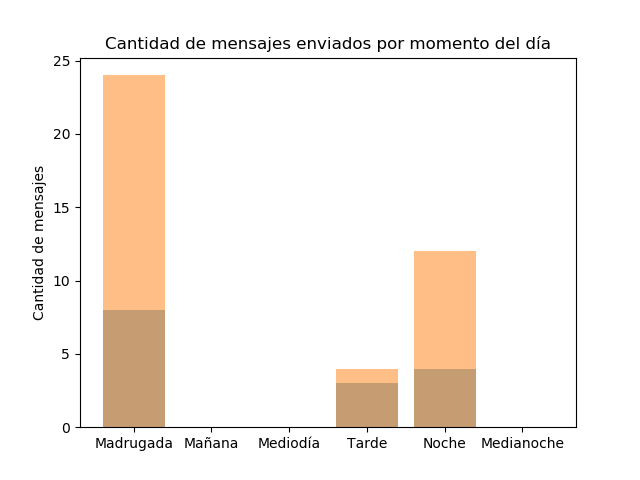 Cantidad de mensajes enviados por momento del día
25
20
15
10
5
0
Cantidad de mensajes
Madrugada Mañana Mediodía Tarde Noche Medianoche